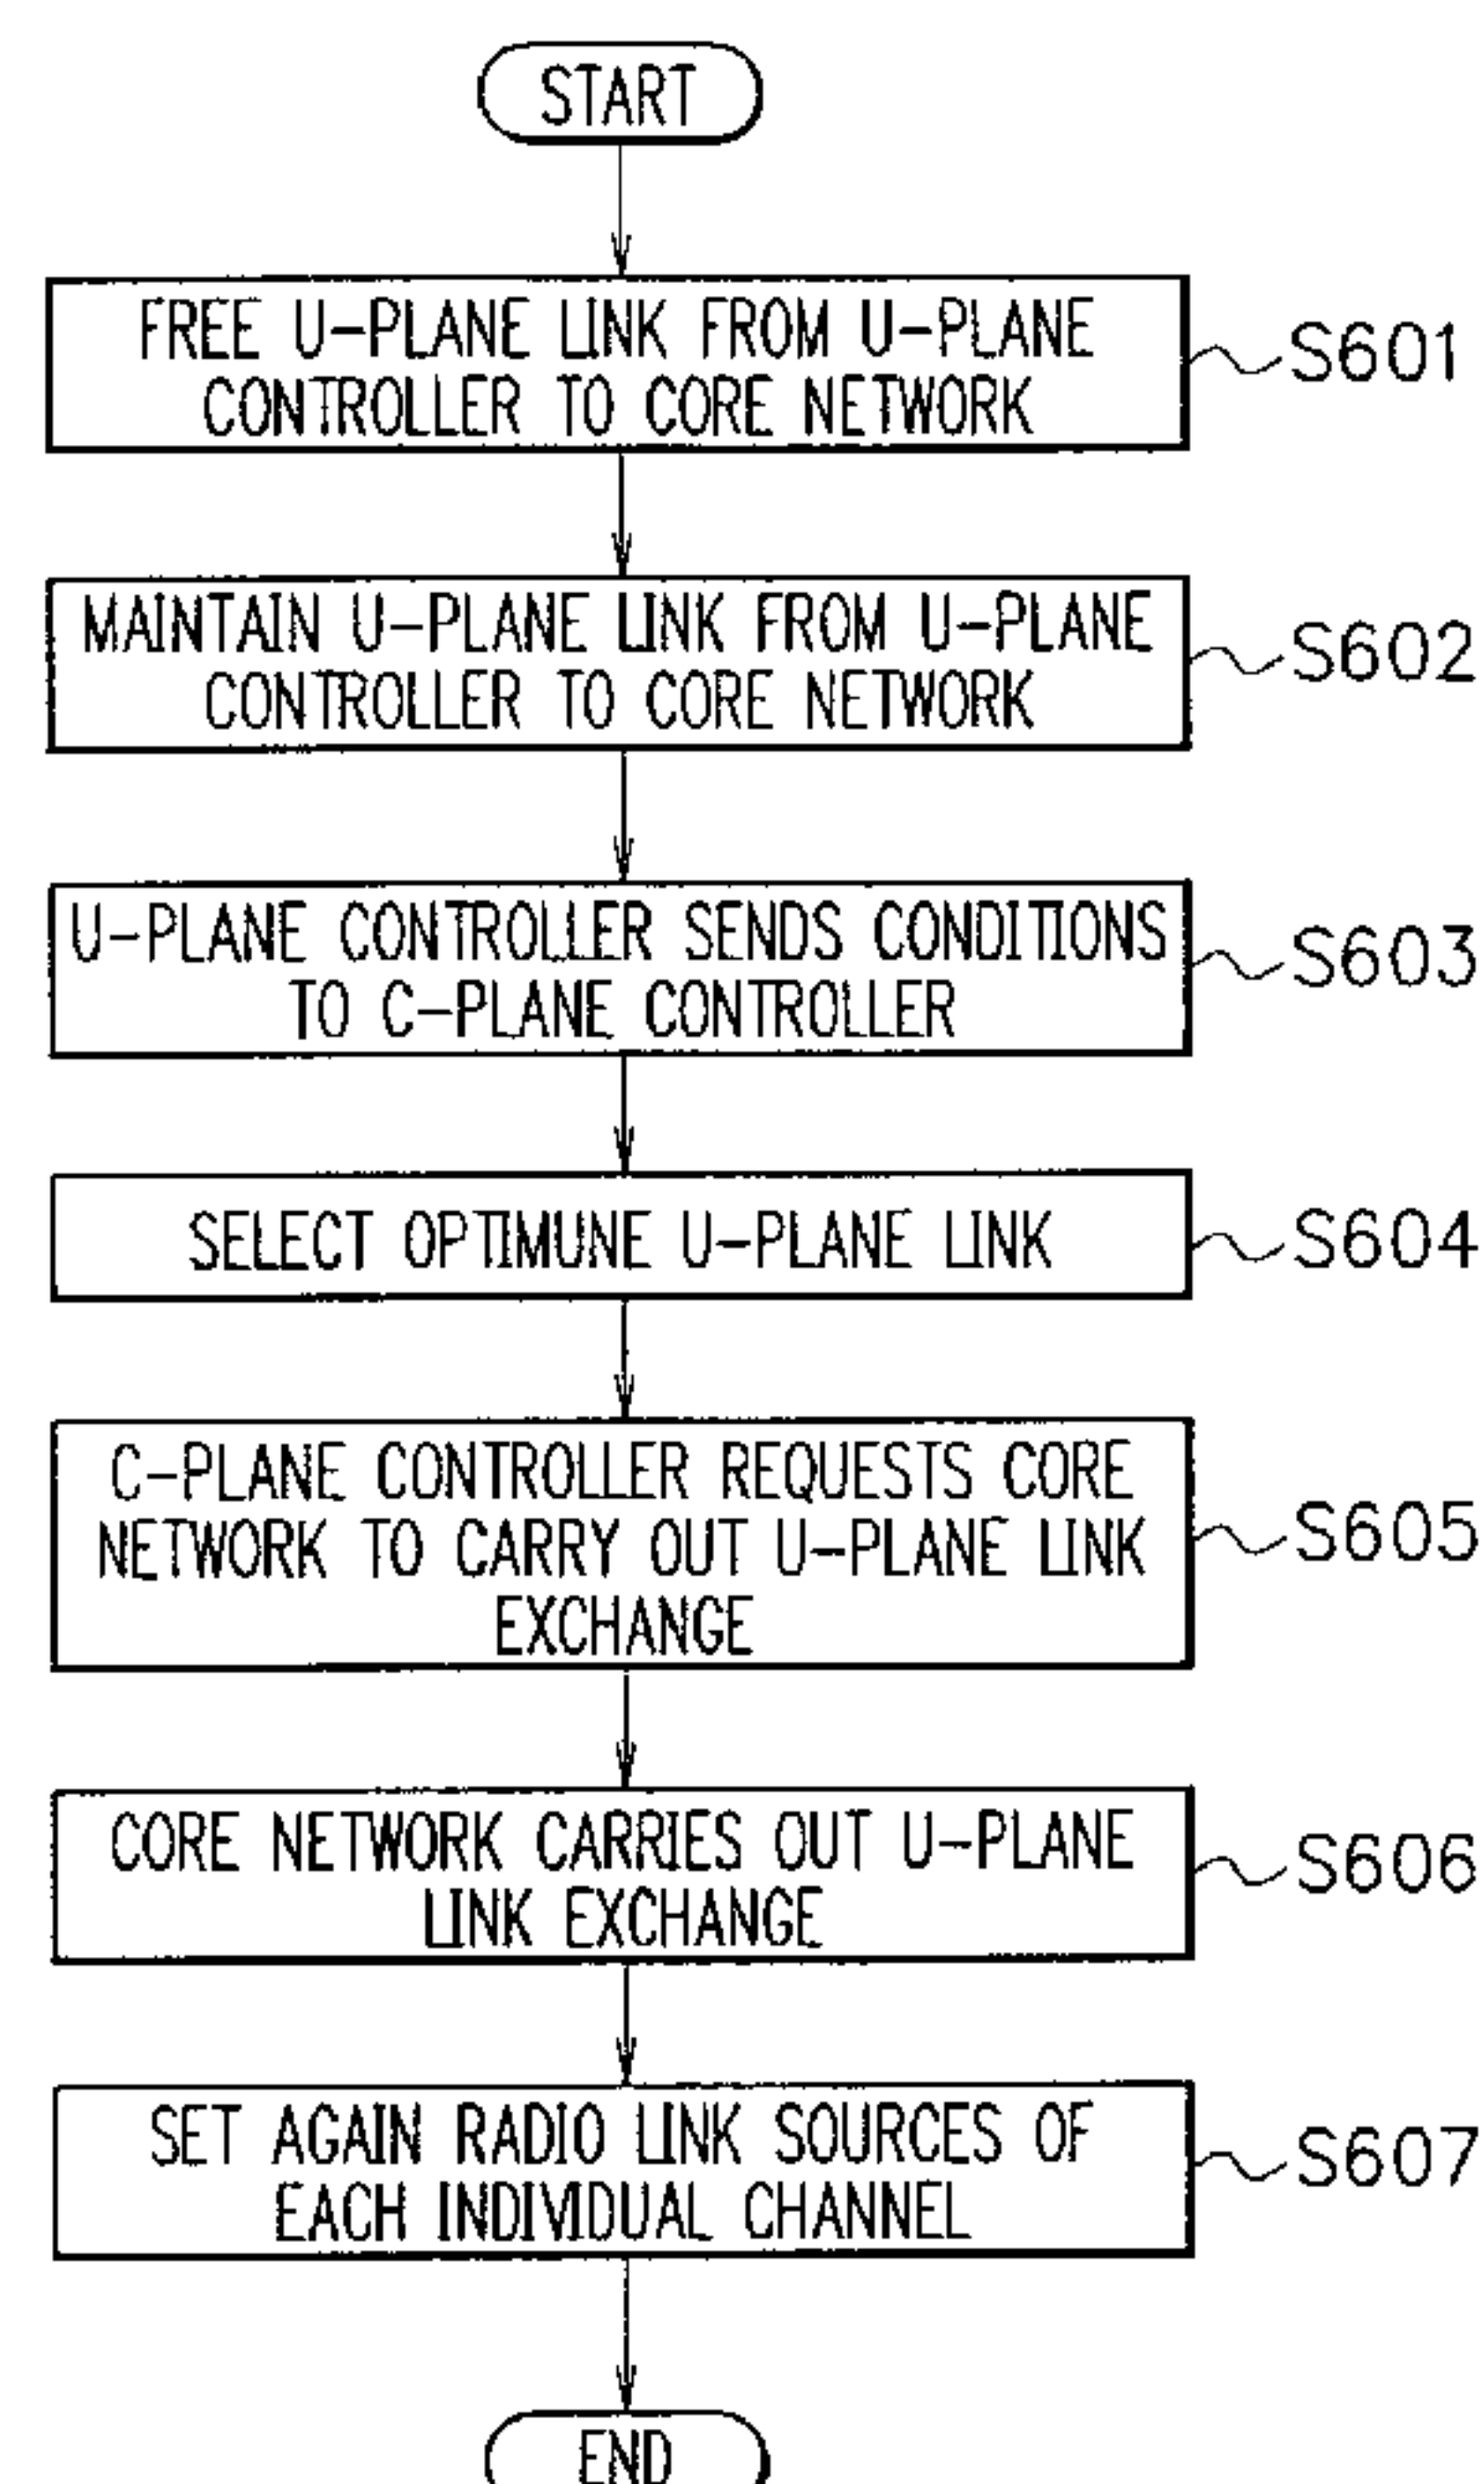 START
FREE U-PLANE LINK FROM U-PLANE
CONTROLLER TO CORE NETWORK
S601
MAINTAIN U-PLANE LINK FROM U-PLANE
CONTROLLER TO CORE NETWORK
S602
U-PLANE CONTROLLER SENDS CONDITIONS
TO C-PLANE CONTROLLER
S603
SELECT OPTIMUNE U-PLANE LINK
S604
C-PLANE CONTROLLER REQUESTS CORE
NETWORK TO CARRY OUT U-PLANE LINK
EXCHANGE
S605
CORE NETWORK CARRIES OUT U-PLANE
LINK EXCHANGE
S606
SET AGAIN RADIO LINK SOURCES OF
EACH INDIVIDUAL CHANNEL
S607
END